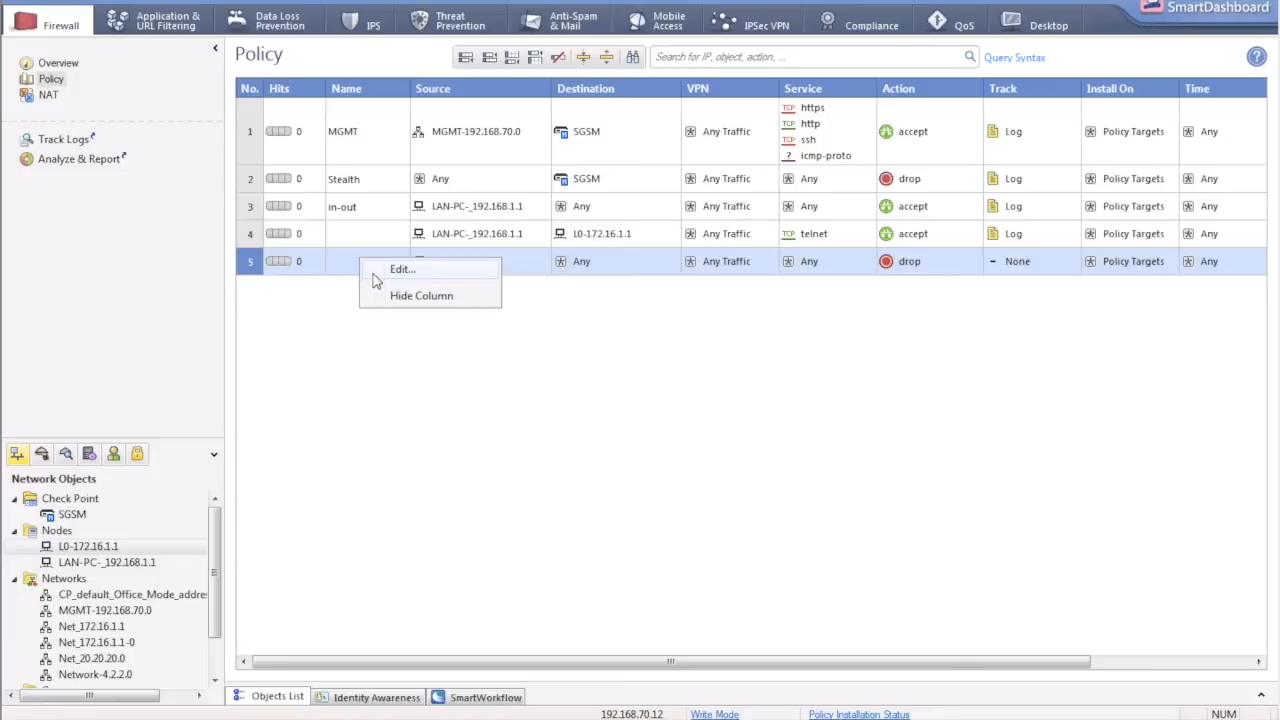 Firewall
Application & URL Filtering
Data Loss Prevention
IPS
Threat Prevention
Anti-Spam & Mail
Mobile Access
IPSec VPN
Compliance
QoS
Desktop
SmartDashboard
Overview
Policy
NAT
Track Logs
Analyze & Report
Policy
Search for IP, object, action, ...
Query Syntax
No. Hits Name Source Destination VPN Service Action Track Install On Time
1 0 MGMT MGMT-192.168.70.0 SGSM Any Traffic TCP https TCP http TCP ssh ? icmp-proto accept Log Policy Targets Any
2 0 Stealth Any SGSM Any Traffic Any drop Log Policy Targets Any
3 0 in-out LAN-PC-_192.168.1.1 Any Any Traffic Any accept Log Policy Targets Any
4 0 LAN-PC-_192.168.1.1 L0-172.16.1.1 Any Traffic TCP telnet accept Log Policy Targets Any
5 0 Any Any Traffic Any drop - None Policy Targets Any
Edit...
Hide Column
Network Objects
Check Point
SGSM
Nodes
L0-172.16.1.1
LAN-PC-_192.168.1.1
Networks
CP_default_Office_Mode_addre
MGMT-192.168.70.0
Net_172.16.1.1
Net_172.16.1.1-0
Net_20.20.20.0
Network-4.2.2.0
Objects List
Identity Awareness
SmartWorkflow
192.168.70.12
Write Mode
Policy Installation Status
NUM